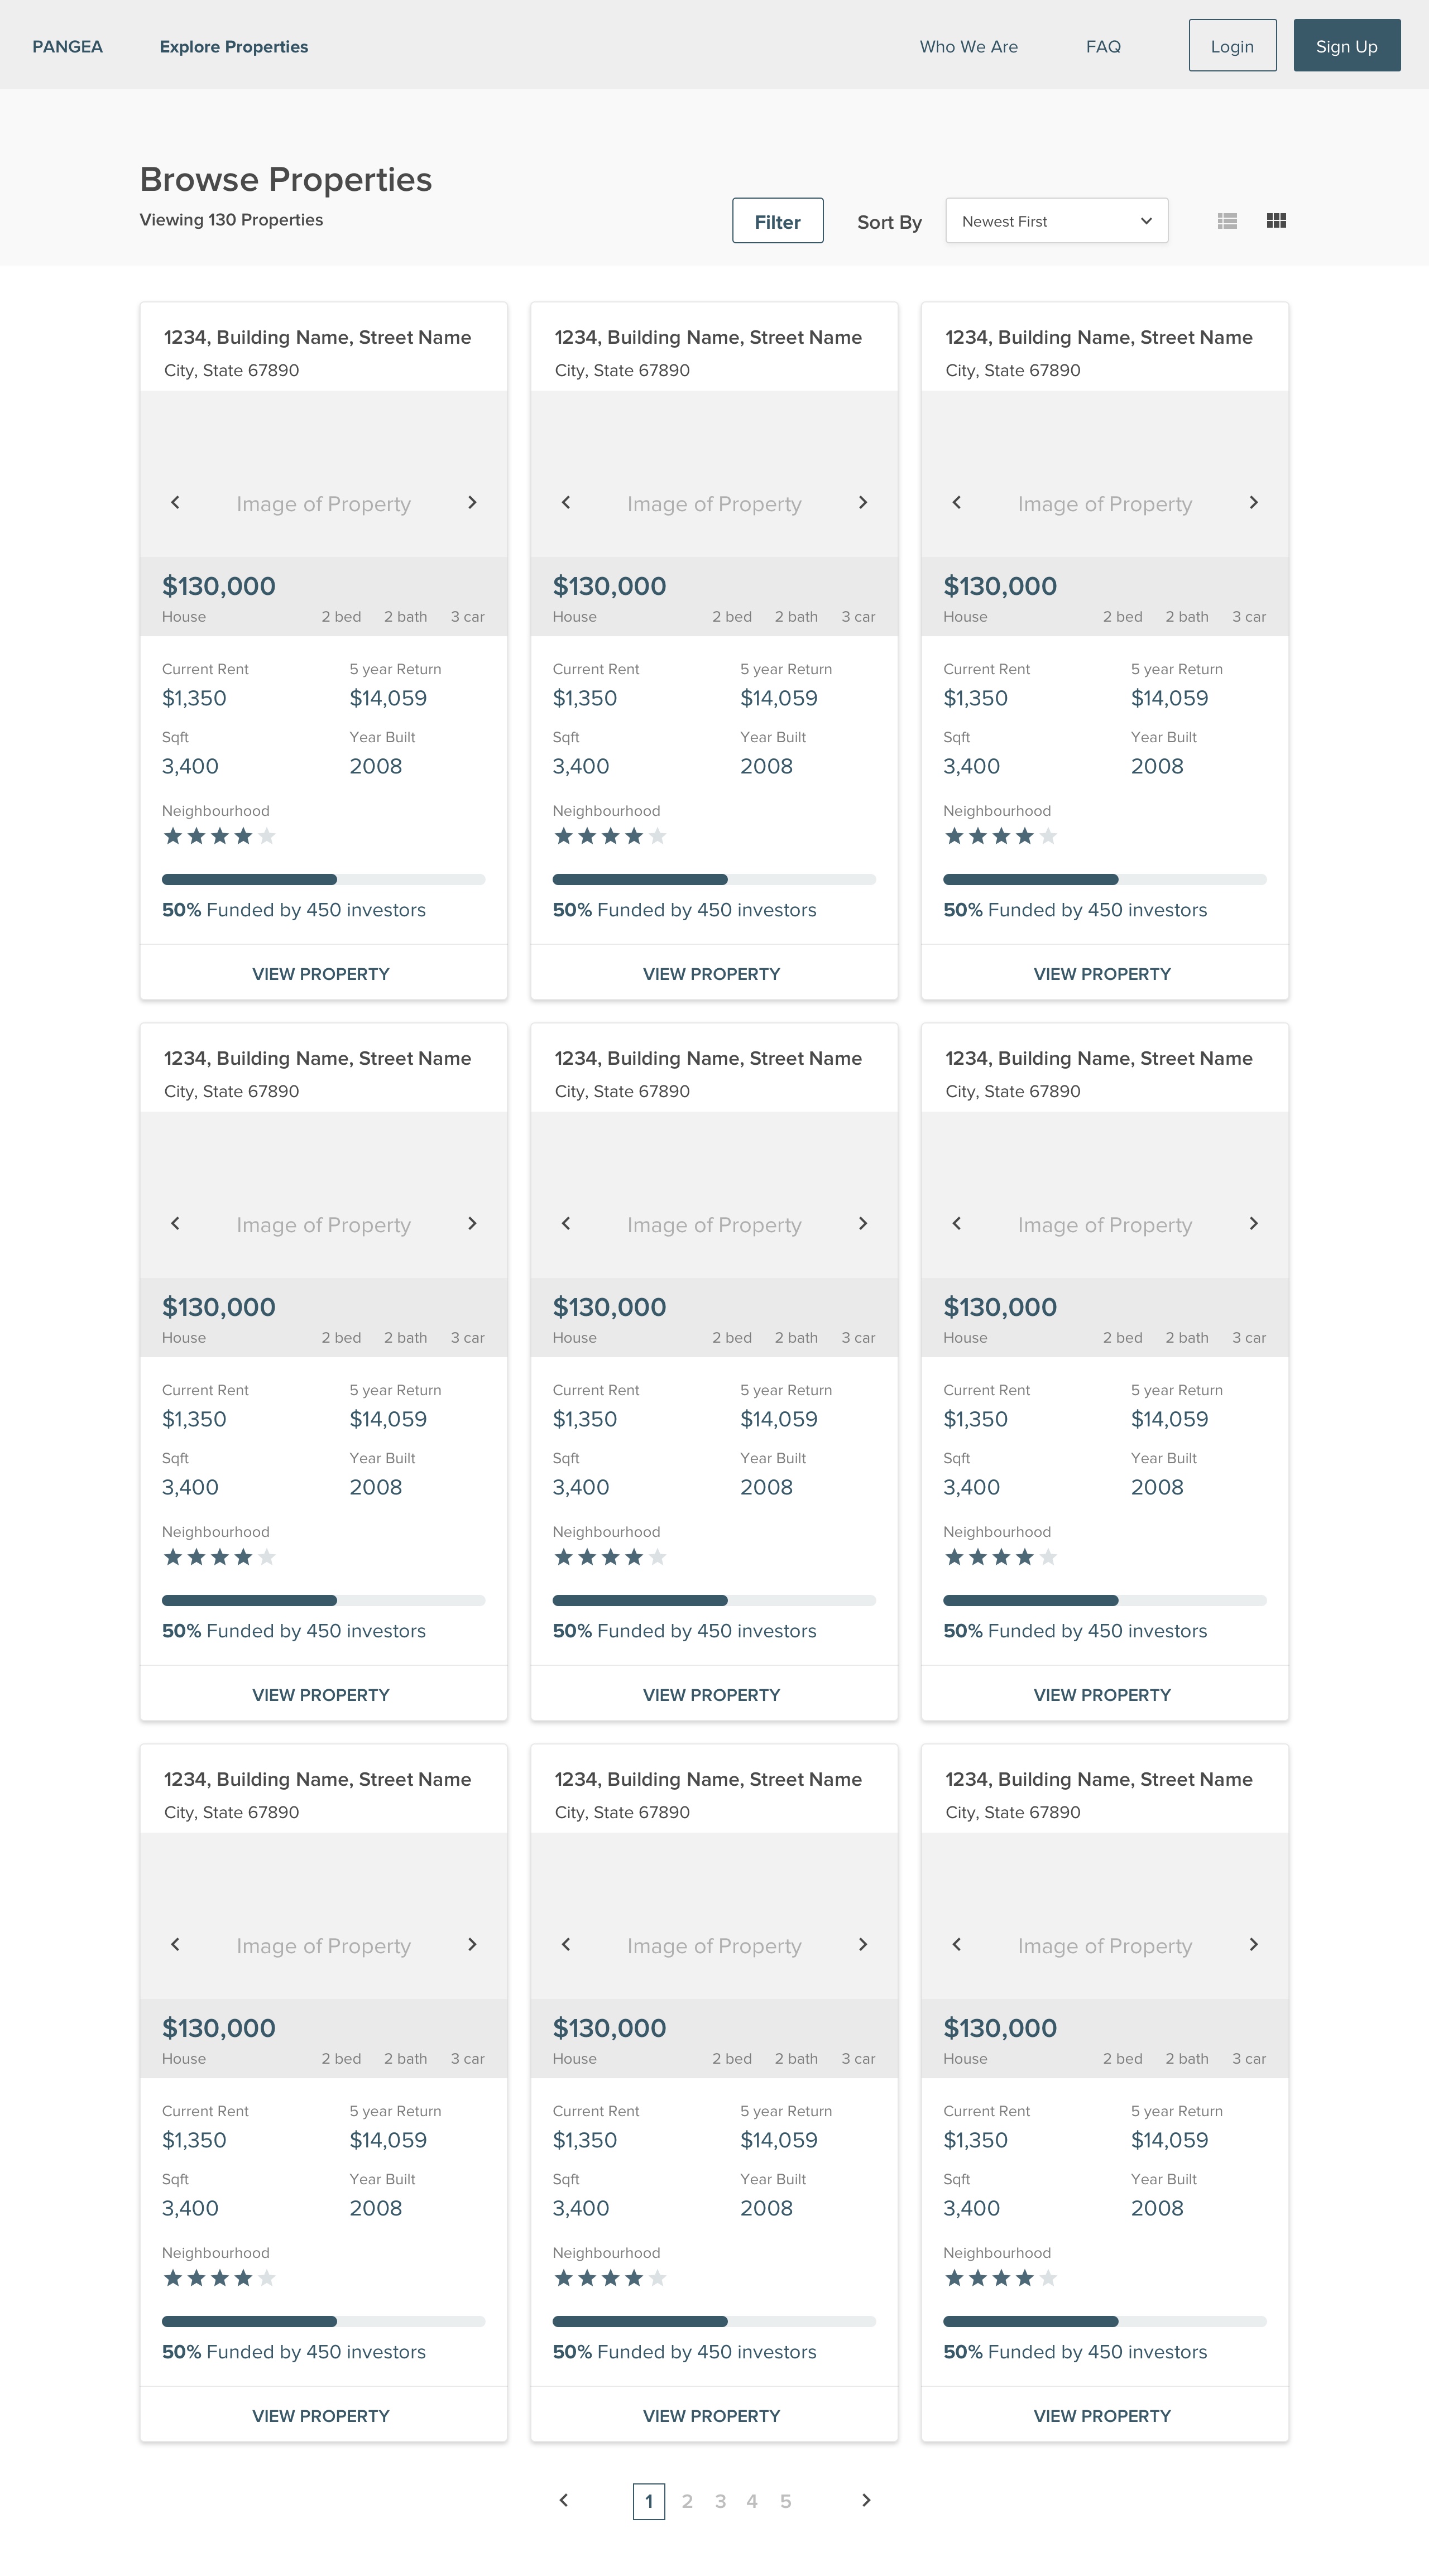 PANGEA Explore Properties Who We Are FAQ Login Sign Up
Browse Properties
Viewing 130 Properties
Filter Sort By Newest First
1234, Building Name, Street Name 1234, Building Name, Street Name 1234, Building Name, Street Name
City, State 67890 City, State 67890 City, State 67890
Image of Property Image of Property Image of Property
$130,000 $130,000 $130,000
House 2 bed 2 bath 3 car House 2 bed 2 bath 3 car House 2 bed 2 bath 3 car
Current Rent 5 year Return Current Rent 5 year Return Current Rent 5 year Return
$1,350 $14,059 $1,350 $14,059 $1,350 $14,059
Sqft Year Built Sqft Year Built Sqft Year Built
3,400 2008 3,400 2008 3,400 2008
Neighbourhood Neighbourhood Neighbourhood
50% Funded by 450 investors 50% Funded by 450 investors 50% Funded by 450 investors
VIEW PROPERTY VIEW PROPERTY VIEW PROPERTY
1234, Building Name, Street Name 1234, Building Name, Street Name 1234, Building Name, Street Name
City, State 67890 City, State 67890 City, State 67890
Image of Property Image of Property Image of Property
$130,000 $130,000 $130,000
House 2 bed 2 bath 3 car House 2 bed 2 bath 3 car House 2 bed 2 bath 3 car
Current Rent 5 year Return Current Rent 5 year Return Current Rent 5 year Return
$1,350 $14,059 $1,350 $14,059 $1,350 $14,059
Sqft Year Built Sqft Year Built Sqft Year Built
3,400 2008 3,400 2008 3,400 2008
Neighbourhood Neighbourhood Neighbourhood
50% Funded by 450 investors 50% Funded by 450 investors 50% Funded by 450 investors
VIEW PROPERTY VIEW PROPERTY VIEW PROPERTY
1234, Building Name, Street Name 1234, Building Name, Street Name 1234, Building Name, Street Name
City, State 67890 City, State 67890 City, State 67890
Image of Property Image of Property Image of Property
$130,000 $130,000 $130,000
House 2 bed 2 bath 3 car House 2 bed 2 bath 3 car House 2 bed 2 bath 3 car
Current Rent 5 year Return Current Rent 5 year Return Current Rent 5 year Return
$1,350 $14,059 $1,350 $14,059 $1,350 $14,059
Sqft Year Built Sqft Year Built Sqft Year Built
3,400 2008 3,400 2008 3,400 2008
Neighbourhood Neighbourhood Neighbourhood
50% Funded by 450 investors 50% Funded by 450 investors 50% Funded by 450 investors
VIEW PROPERTY VIEW PROPERTY VIEW PROPERTY
1 2 3 4 5